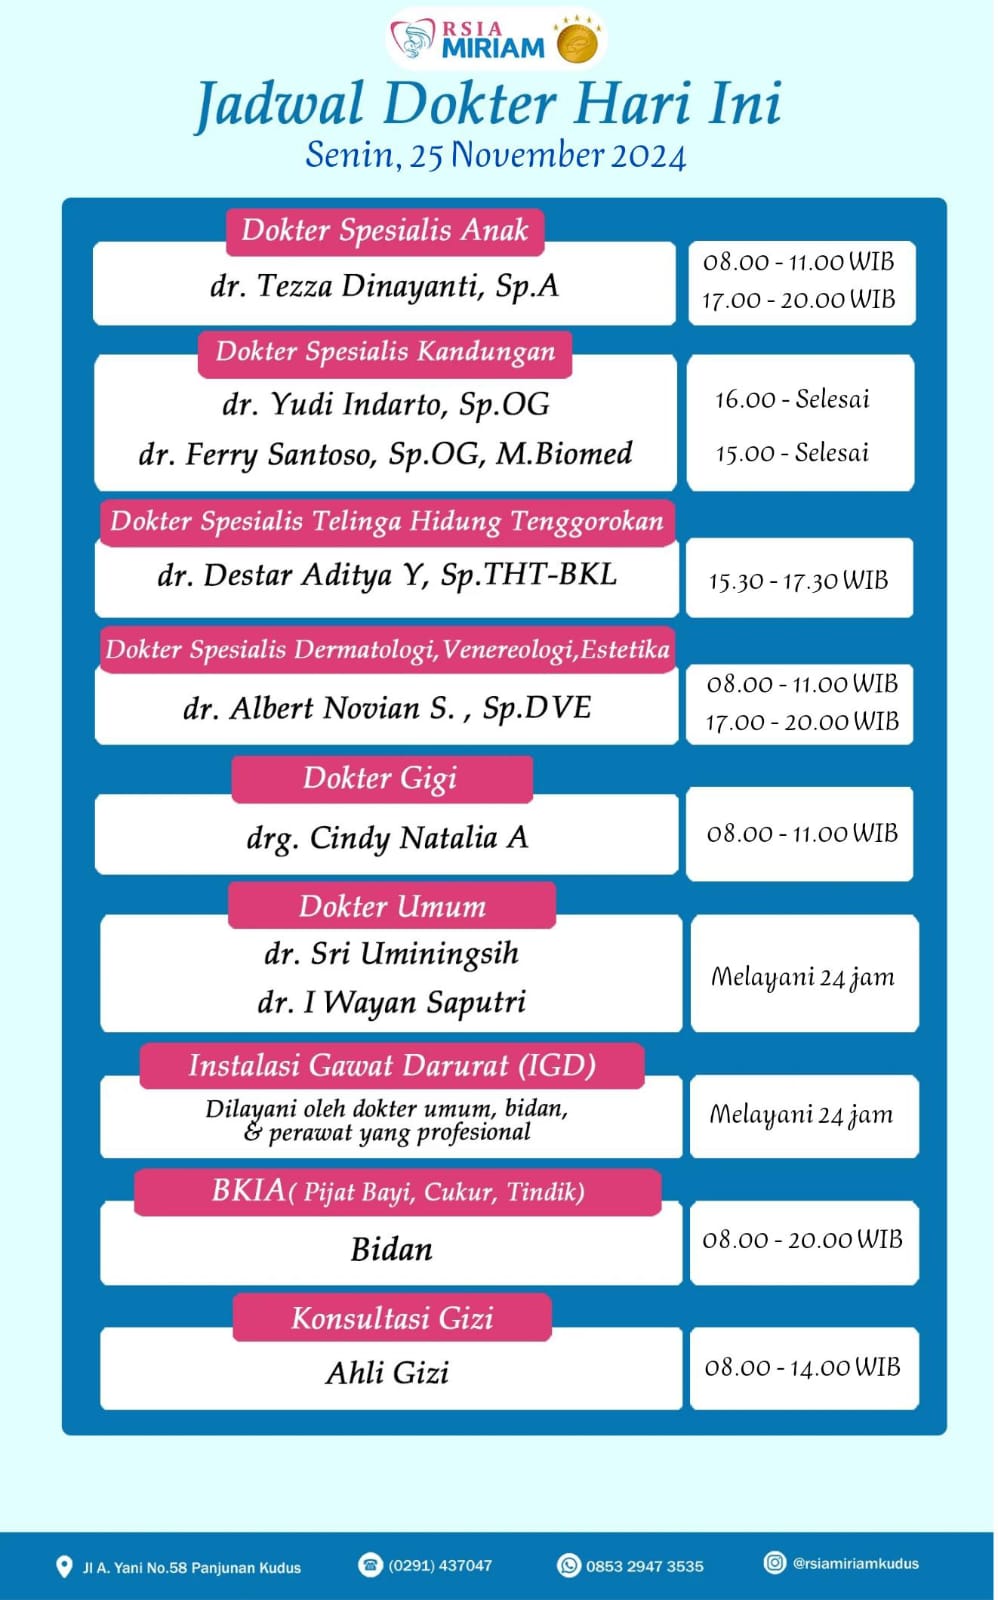 RSIA
MIRIAM
Jadwal Dokter Hari Ini
Senin, 25 November 2024
Dokter Spesialis Anak
dr. Tezza Dinayanti, Sp.A
08.00 - 11.00 WIB
17.00 - 20.00 WIB
Dokter Spesialis Kandungan
dr. Yudi Indarto, Sp.OG
16.00 - Selesai
dr. Ferry Santoso, Sp.OG, M.Biomed
15.00 - Selesai
Dokter Spesialis Telinga Hidung Tenggorokan
dr. Destar Aditya Y, Sp.THT-BKL
15.30 - 17.30 WIB
Dokter Spesialis Dermatologi,Venereologi,Estetika
dr. Albert Novian S. , Sp.DVE
08.00 - 11.00 WIB
17.00 - 20.00 WIB
Dokter Gigi
drg. Cindy Natalia A
08.00 - 11.00 WIB
Dokter Umum
dr. Sri Uminingsih
dr. I Wayan Saputri
Melayani 24 jam
Instalasi Gawat Darurat (IGD)
Dilayani oleh dokter umum, bidan,
& perawat yang profesional
Melayani 24 jam
BKIA( Pijat Bayi, Cukur, Tindik)
Bidan
08.00 - 20.00 WIB
Konsultasi Gizi
Ahli Gizi
08.00 - 14.00 WIB
Jl A. Yani No.58 Panjunan Kudus
(0291) 437047
0853 2947 3535
@rsiamiriamkudus